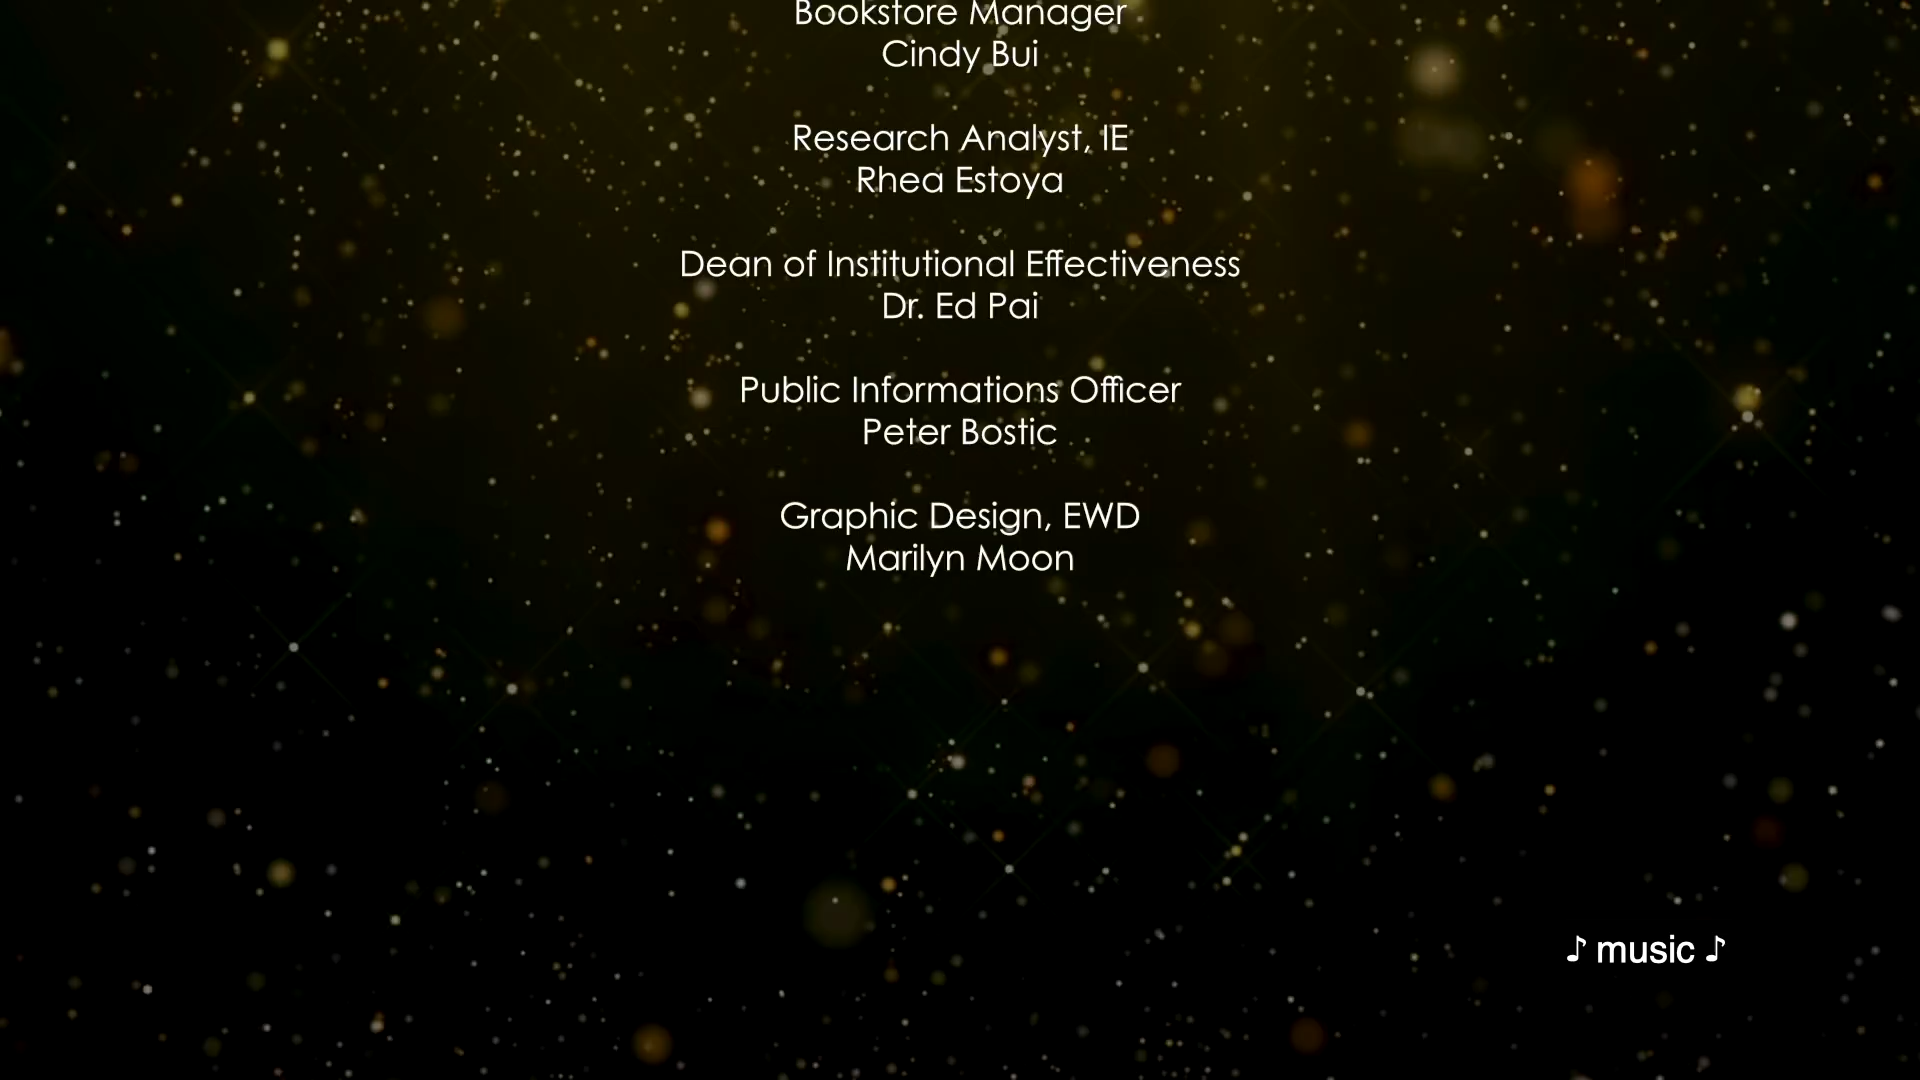 Bookstore Manager
Cindy Bui
Research Analyst, IE
Rhea Estoya
Dean of Institutional Effectiveness
Dr. Ed Pai
Public Informations Officer
Peter Bostic
Graphic Design, EWD
Marilyn Moon
♪ music ♪